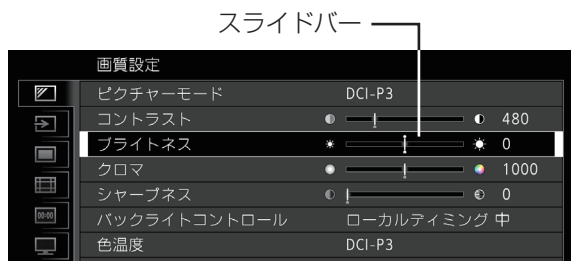 スライドバー
画質設定
ピクチャーモード DCI-P3
コントラスト 480
ブライトネス 0
クロマ 1000
シャープネス 0
00:00
バックライトコントロール ローカルディミング 中
色温度 DCI-P3